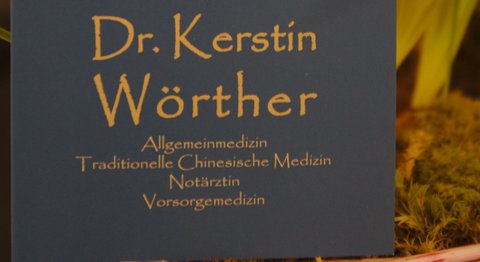 Dr. Kerstin
Wörther
Allgemeinmedizin
Traditionelle Chinesische Medizin
Notärztin
Vorsorgemedizin